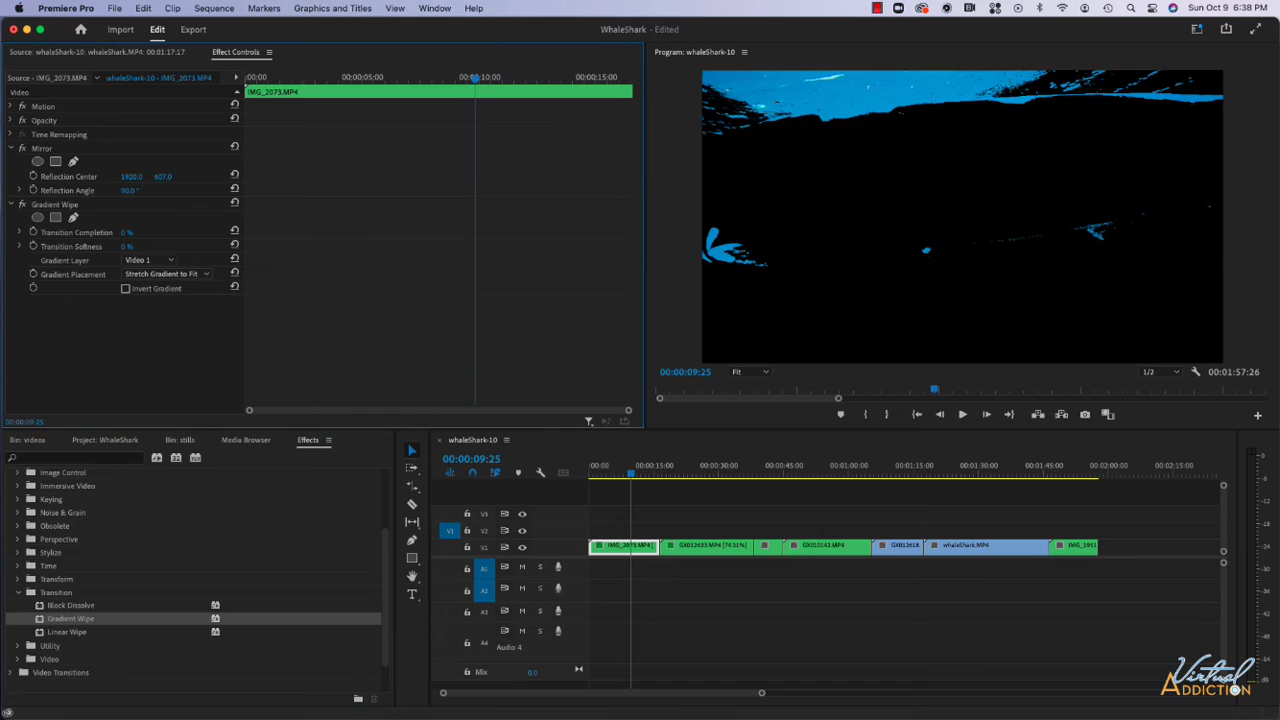 Premiere Pro File Edit Clip Sequence Markers Graphics and Titles View Window Help Sun Oct 9 6:38 PM
Import Edit Export WhaleShark - Edited
Source: whaleShark-10: whaleShark.MP4: 00:01:17:17 Effect Controls Program: whaleShark-10
Source - IMG_2073.MP4 whaleShark-10 - IMG_2073.MP4 :00:00 00:00:05:00 00:00:10:00 00:00:15:00
Video IMG_2073.MP4
fx Motion
fx Opacity
fx Time Remapping
fx Mirror
Reflection Center 1920.0 607.0
Reflection Angle 90.0 °
fx Gradient Wipe
Transition Completion 0 %
Transition Softness 0 %
Gradient Layer Video 1
Gradient Placement Stretch Gradient to Fit
Invert Gradient
00:00:09:25 Fit 1/2 00:01:57:26
00:00:09:25
Bin: videos Project: WhaleShark Bin: stills Media Browser Effects
Image Control
Immersive Video
Keying
Noise & Grain
Obsolete
Perspective
Stylize
Time
Transform
Transition
Block Dissolve
Gradient Wipe
Linear Wipe
Utility
Video
Video Transitions
× whaleShark-10
00:00:09:25 :00:00 00:00:15:00 00:00:30:00 00:00:45:00 00:01:00:00 00:01:15:00 00:01:30:00 00:01:45:00 00:02:00:00 00:02:15:00
V3
V1 V2
V1 IMG_2073.MP4 [ GX012633.MP4 [74.51%] GX010142.MP4 GX012618. whaleShark.MP4 IMG_1951
A1 M S
A2 M S
A3 M S
A4 M S
Audio 4
Mix 0.0
0
Virtual
ADDICTION